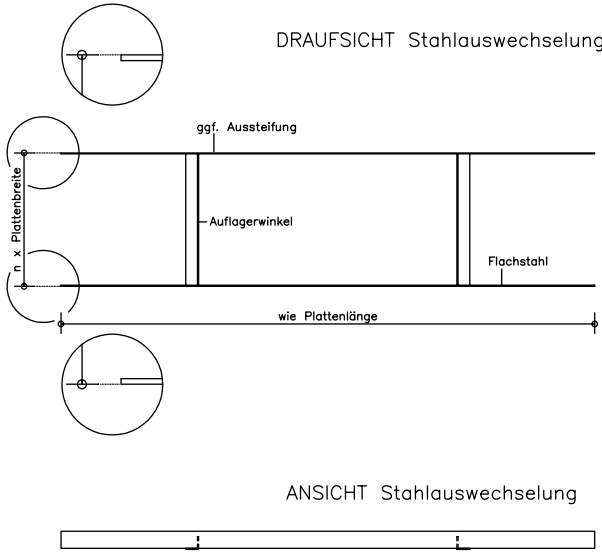 DRAUFSICHT Stahlauswechselung
ggf. Aussteifung
n x Plattenbreite
Auflagerwinkel
Flachstahl
wie Plattenlänge
ANSICHT Stahlauswechselung